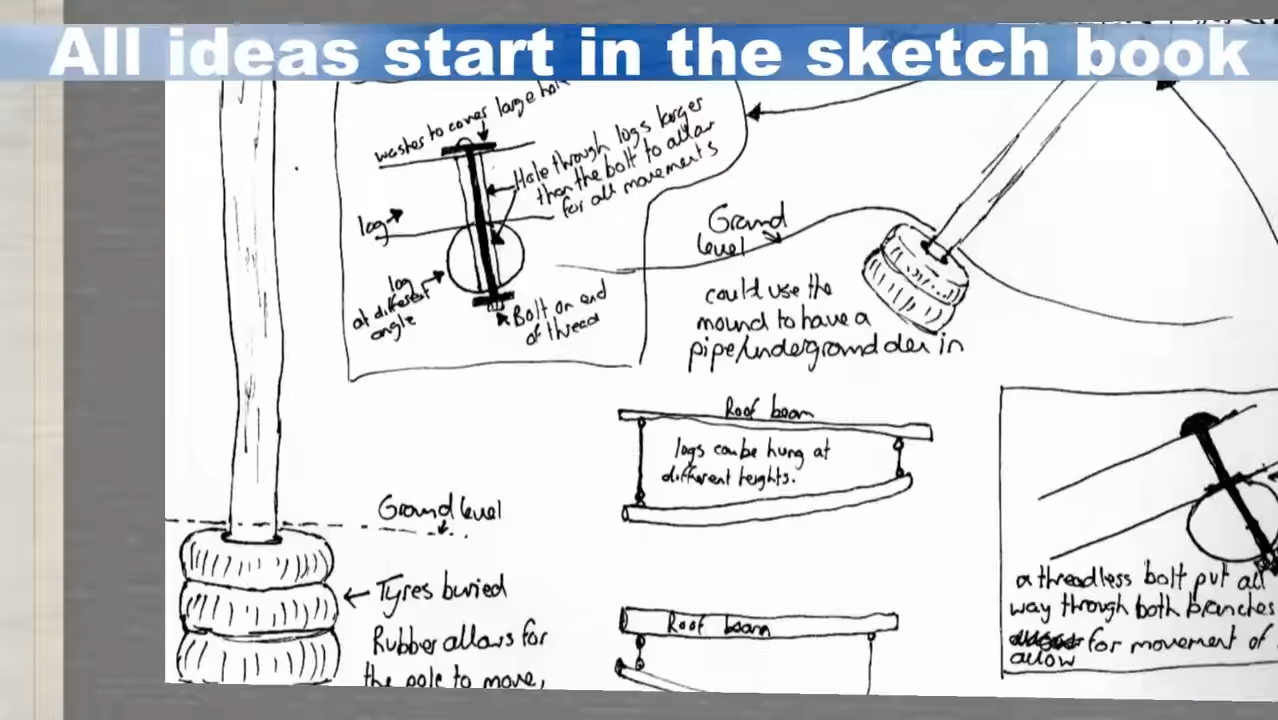 All ideas start in the sketch book
washer to cover large hole
Hole through logs larger
than the bolt to allow
for all movements
log
log
at different
angle
Bolt on end
of thread
Ground
level
could use the
mound to have a
pipe/underground den in
Roof beam
logs can be hung at
different heights.
Ground level
Tyres buried
Rubber allows for
the pole to move,
Roof beam
a threadless bolt put all
way through both branches
for movement of
allow